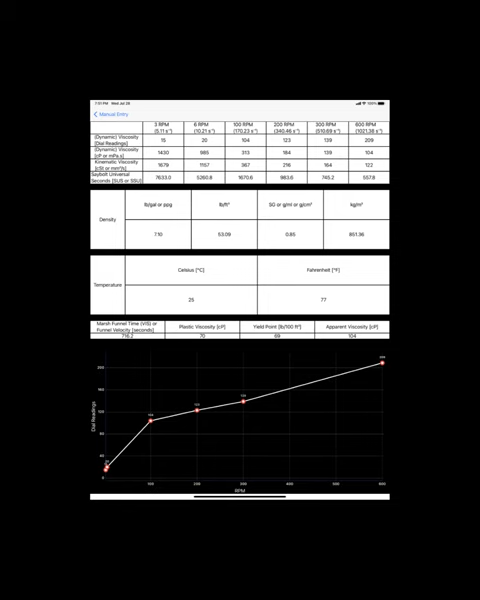 7:51 PM Wed Jul 28 100%
Manual Entry
3 RPM 6 RPM 100 RPM 200 RPM 300 RPM 600 RPM
(5.11 s⁻¹) (10.21 s⁻¹) (170.23 s⁻¹) (340.46 s⁻¹) (510.69 s⁻¹) (1021.38 s⁻¹)
(Dynamic) Viscosity
[Dial Readings] 15 20 104 123 139 209
(Dynamic) Viscosity
[cP or mPa.s] 1430 985 313 184 139 104
Kinematic Viscosity
[cSt or mm²/s] 1679 1157 367 216 164 122
Saybolt Universal
Seconds [SUS or SSU] 7633.0 5260.8 1670.6 983.6 745.2 557.8
Density
lb/gal or ppg lb/ft³ SG or g/ml or g/cm³ kg/m³
7.10 53.09 0.85 851.36
Temperature
Celsius [°C] Fahrenheit [°F]
25 77
Marsh Funnel Time (VIS) or
Funnel Velocity [seconds] Plastic Viscosity [cP] Yield Point [lb/100 ft²] Apparent Viscosity [cP]
716.2 70 69 104
Dial Readings
200
160
120
80
40
0
104
123
139
209
100 200 300 400 500 600
RPM